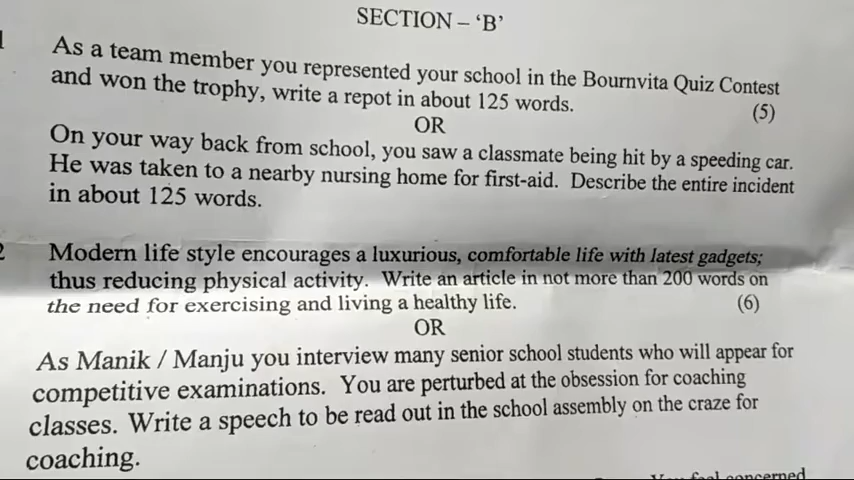 SECTION – 'B'
1
As a team member you represented your school in the Bournvita Quiz Contest
and won the trophy, write a repot in about 125 words. (5)
OR
On your way back from school, you saw a classmate being hit by a speeding car.
He was taken to a nearby nursing home for first-aid. Describe the entire incident
in about 125 words.
2
Modern life style encourages a luxurious, comfortable life with latest gadgets;
thus reducing physical activity. Write an article in not more than 200 words on
the need for exercising and living a healthy life. (6)
OR
As Manik / Manju you interview many senior school students who will appear for
competitive examinations. You are perturbed at the obsession for coaching
classes. Write a speech to be read out in the school assembly on the craze for
coaching.
You feel concerned